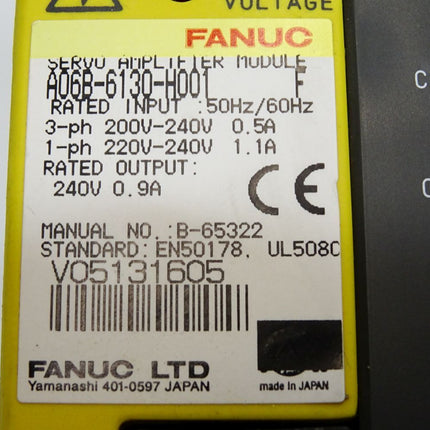 VOLTAGE
FANUC
SERVO AMPLIFIER MODULE
A06B-6130-H001 F
RATED INPUT :50Hz/60Hz
3-ph 200V-240V 0.5A
1-ph 220V-240V 1.1A
RATED OUTPUT:
240V 0.9A
CE
MANUAL NO.:B-65322
STANDARD:EN50178, UL508C
V05131605
FANUC LTD
Yamanashi 401-0597 JAPAN
made in JAPAN
C